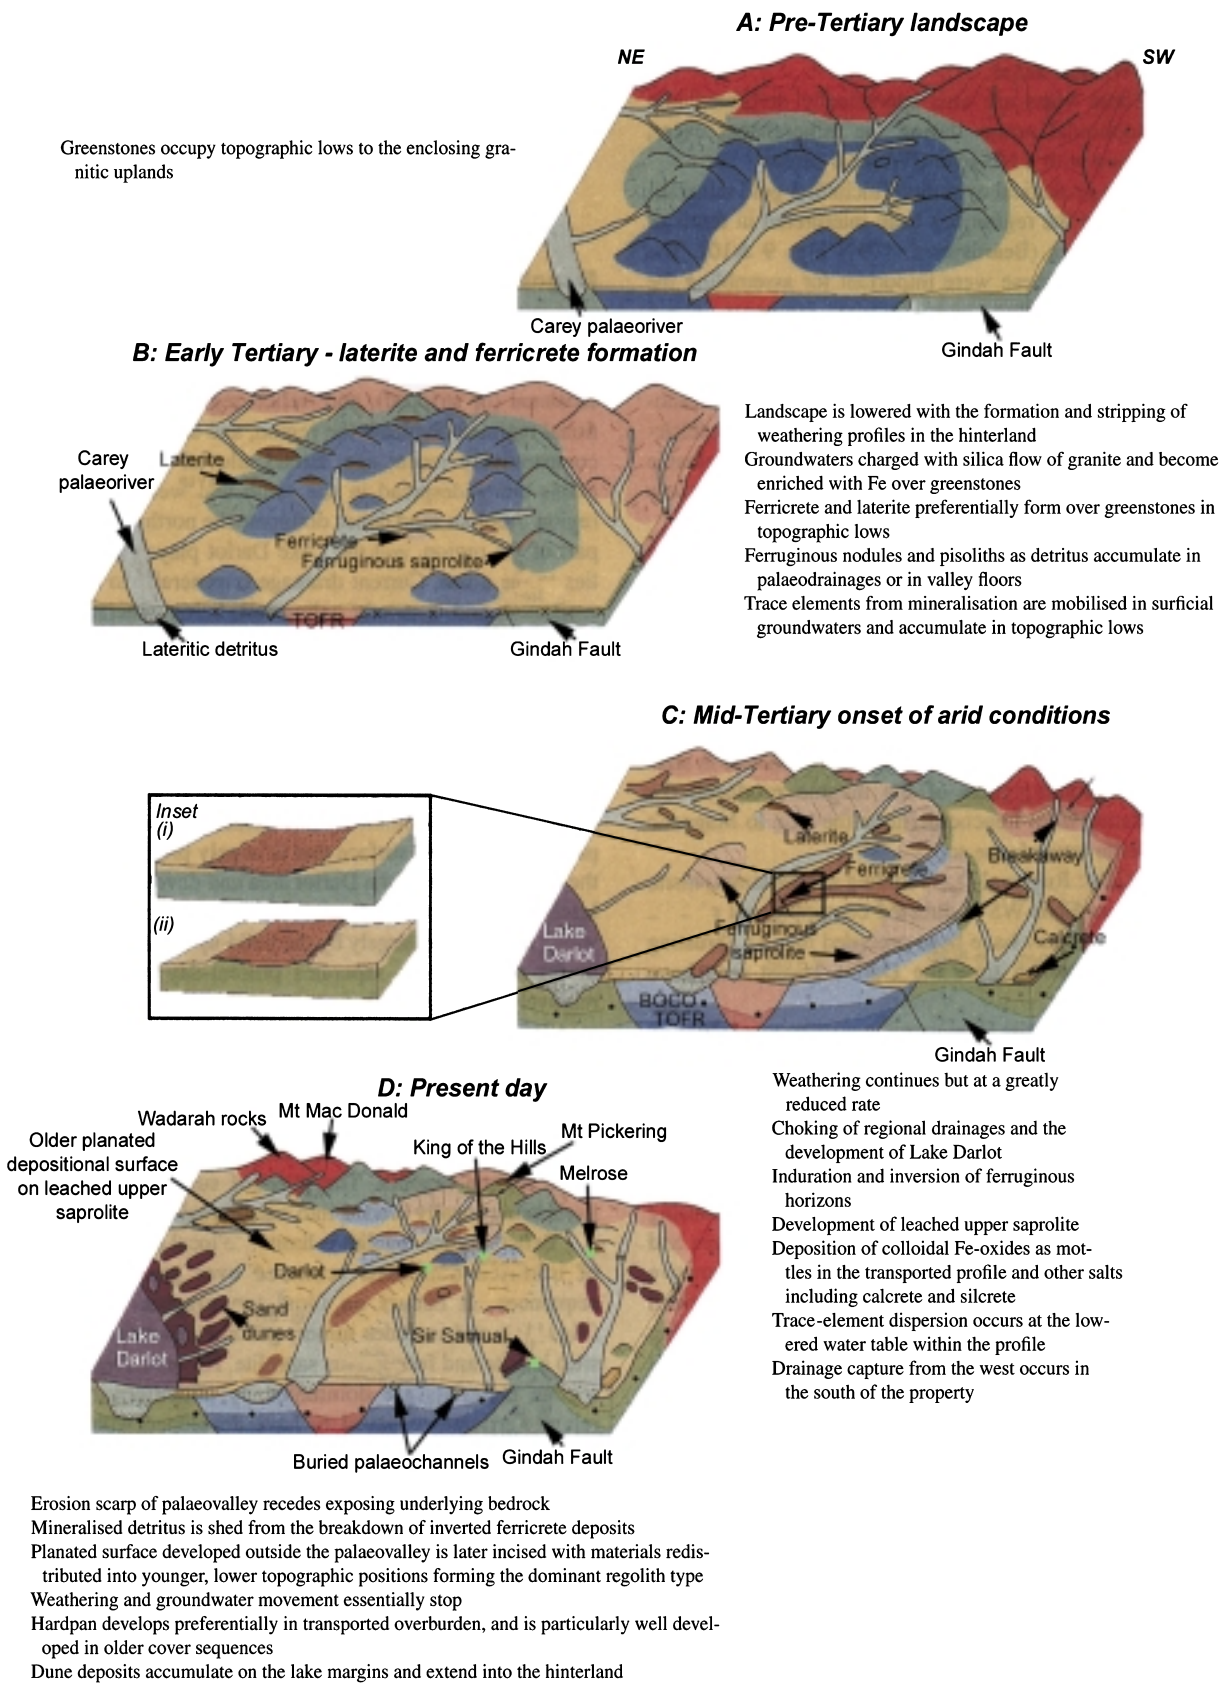 A: Pre-Tertiary landscape
NE
SW
Greenstones occupy topographic lows to the enclosing gra-
nitic uplands
Carey palaeoriver
Gindah Fault
B: Early Tertiary - laterite and ferricrete formation
Carey
palaeoriver
Laterite
Ferricrete
Ferruginous saprolite
TOFR
Lateritic detritus
Gindah Fault
Landscape is lowered with the formation and stripping of
weathering profiles in the hinterland
Groundwaters charged with silica flow of granite and become
enriched with Fe over greenstones
Ferricrete and laterite preferentially form over greenstones in
topographic lows
Ferruginous nodules and pisoliths as detritus accumulate in
palaeodrainages or in valley floors
Trace elements from mineralisation are mobilised in surficial
groundwaters and accumulate in topographic lows
C: Mid-Tertiary onset of arid conditions
Inset
(i)
(ii)
Laterite
Ferricrete
Breakaway
Ferruginous
saprolite
Calcrete
Lake
Darlot
BOCO
TOFR
Gindah Fault
Weathering continues but at a greatly
reduced rate
Choking of regional drainages and the
development of Lake Darlot
Induration and inversion of ferruginous
horizons
Development of leached upper saprolite
Deposition of colloidal Fe-oxides as mot-
tles in the transported profile and other salts
including calcrete and silcrete
Trace-element dispersion occurs at the low-
ered water table within the profile
Drainage capture from the west occurs in
the south of the property
D: Present day
Wadarah rocks
Mt Mac Donald
King of the Hills
Mt Pickering
Melrose
Older planated
depositional surface
on leached upper
saprolite
Darlot
Sand
dunes
Sir Samual
Lake
Darlot
Buried palaeochannels
Gindah Fault
Erosion scarp of palaeovalley recedes exposing underlying bedrock
Mineralised detritus is shed from the breakdown of inverted ferricrete deposits
Planated surface developed outside the palaeovalley is later incised with materials redis-
tributed into younger, lower topographic positions forming the dominant regolith type
Weathering and groundwater movement essentially stop
Hardpan develops preferentially in transported overburden, and is particularly well devel-
oped in older cover sequences
Dune deposits accumulate on the lake margins and extend into the hinterland